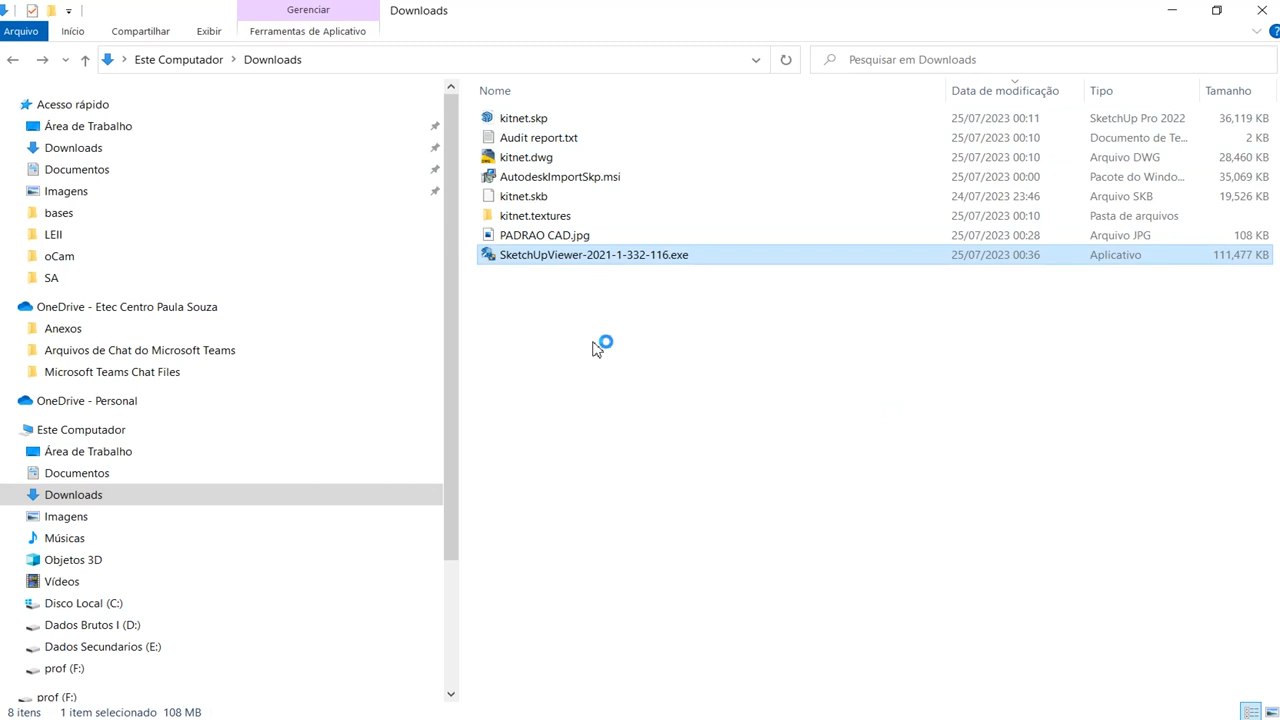 Gerenciar
Downloads
Arquivo
Início
Compartilhar
Exibir
Ferramentas de Aplicativo
Este Computador
Downloads
Pesquisar em Downloads
Acesso rápido
Área de Trabalho
Downloads
Documentos
Imagens
bases
LEII
oCam
SA
OneDrive - Etec Centro Paula Souza
Anexos
Arquivos de Chat do Microsoft Teams
Microsoft Teams Chat Files
OneDrive - Personal
Este Computador
Área de Trabalho
Documentos
Downloads
Imagens
Músicas
Objetos 3D
Vídeos
Disco Local (C:)
Dados Brutos I (D:)
Dados Secundarios (E:)
prof (F:)
prof (F:)
Nome Data de modificação Tipo Tamanho
kitnet.skp 25/07/2023 00:11 SketchUp Pro 2022 36,119 KB
Audit report.txt 25/07/2023 00:10 Documento de Te... 2 KB
kitnet.dwg 25/07/2023 00:10 Arquivo DWG 28,460 KB
AutodeskImportSkp.msi 25/07/2023 00:00 Pacote do Windo... 35,069 KB
kitnet.skb 24/07/2023 23:46 Arquivo SKB 19,526 KB
kitnet.textures 25/07/2023 00:10 Pasta de arquivos
PADRAO CAD.jpg 25/07/2023 00:28 Arquivo JPG 108 KB
SketchUpViewer-2021-1-332-116.exe 25/07/2023 00:36 Aplicativo 111,477 KB
8 itens 1 item selecionado 108 MB